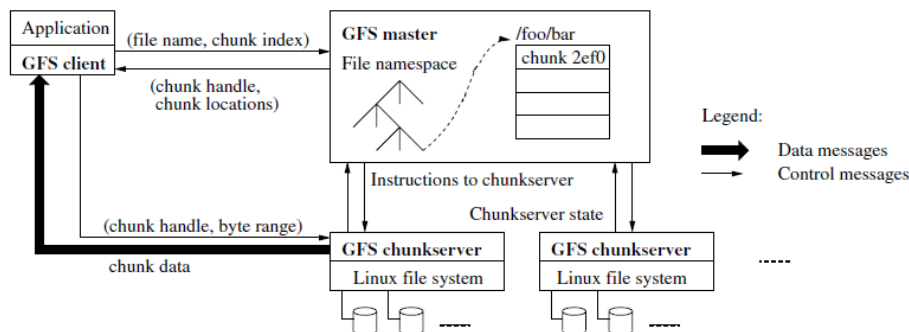 Application
GFS client
(file name, chunk index)
(chunk handle,
chunk locations)
GFS master
File namespace
/foo/bar
chunk 2ef0
Legend:
Data messages
Control messages
Instructions to chunkserver
Chunkserver state
(chunk handle, byte range)
chunk data
GFS chunkserver
Linux file system
GFS chunkserver
Linux file system